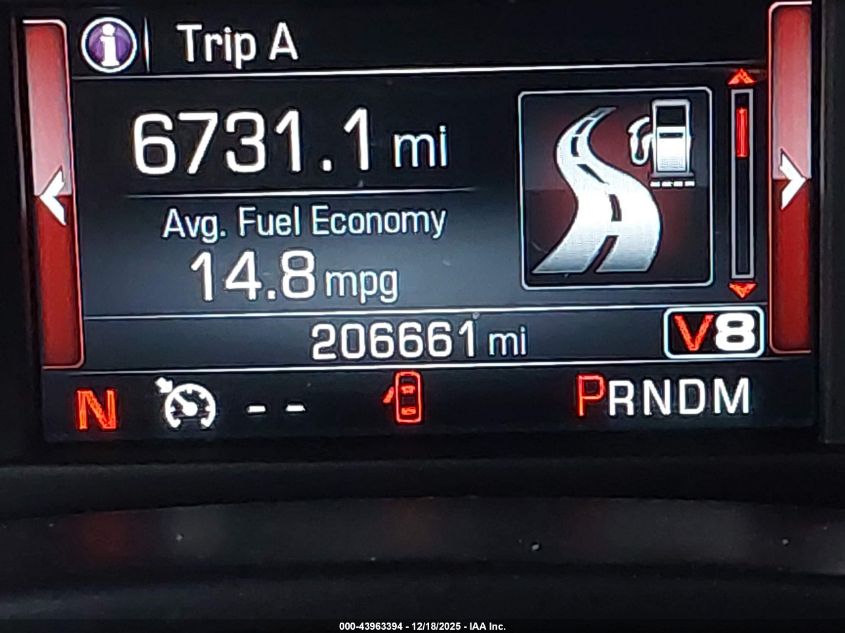 Trip A
6731.1 mi
Avg. Fuel Economy
14.8 mpg
206661 mi
V8
N -- PRNDM
000-43963394 - 12/18/2025 - IAA Inc.